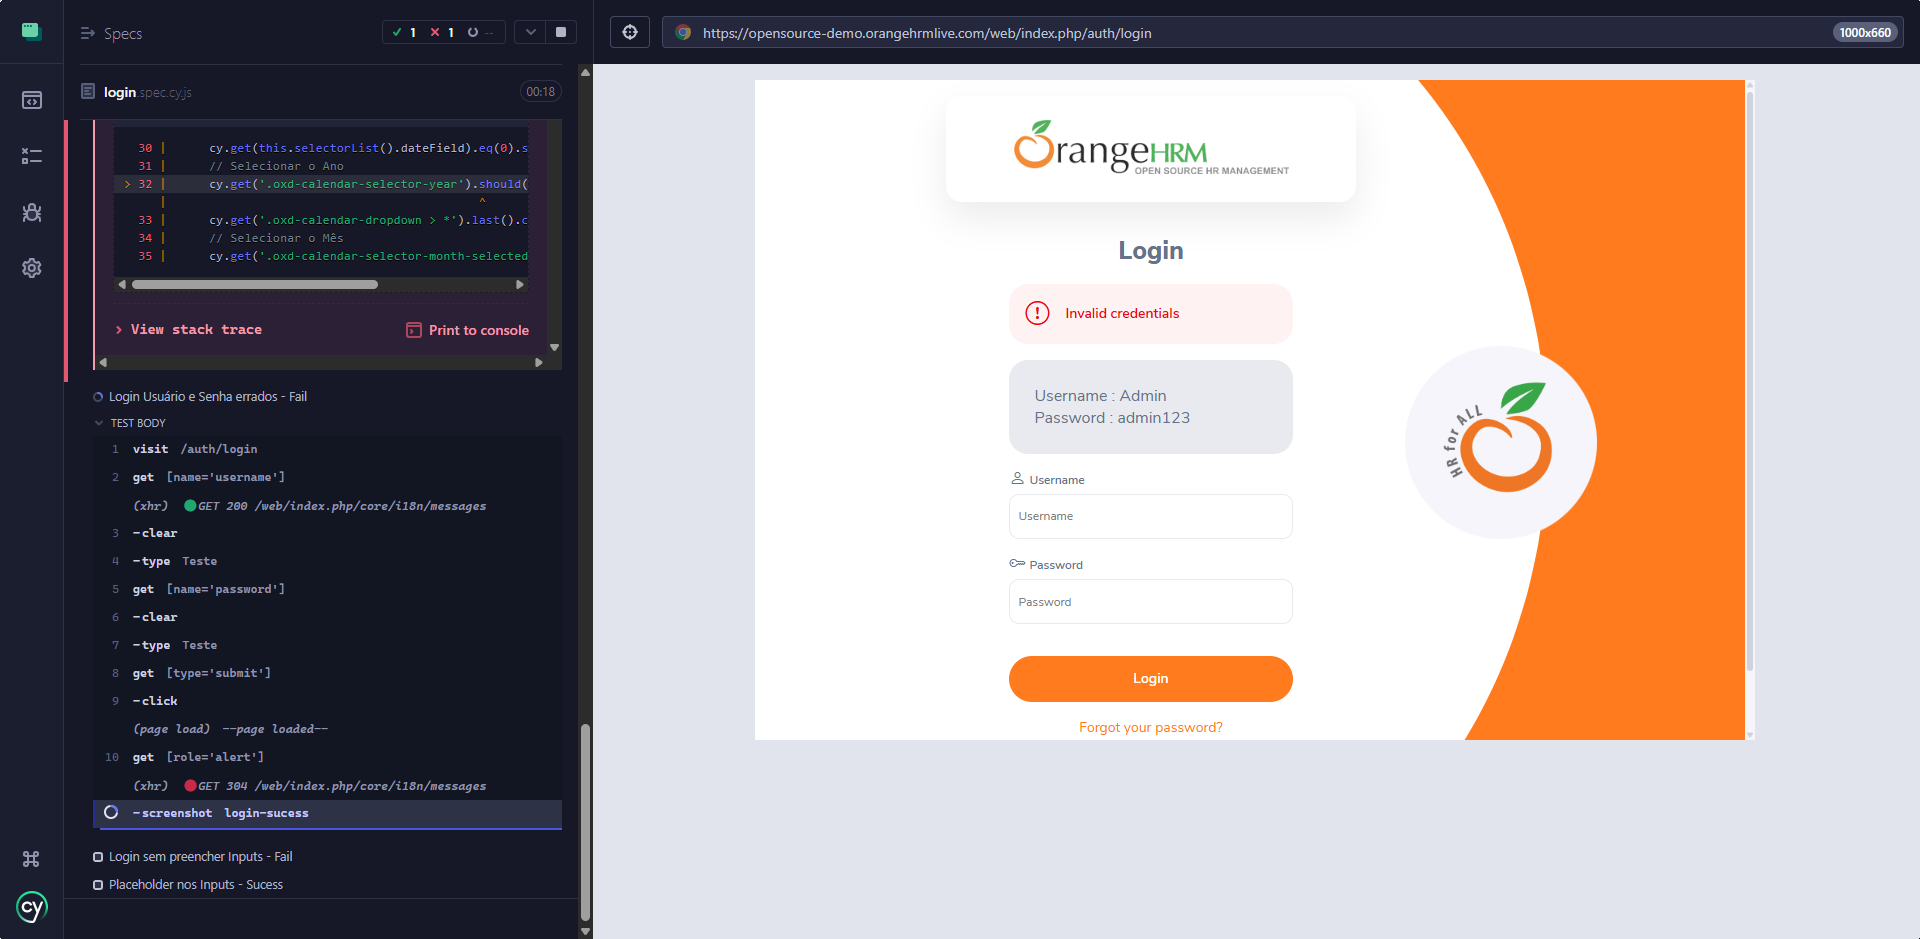 Specs
1 1 --
https://opensource-demo.orangehrmlive.com/web/index.php/auth/login
1000x660
login.spec.cy.js
00:18
30 | cy.get(this.selectorList().dateField).eq(0).s
31 | // Selecionar o Ano
> 32 | cy.get('.oxd-calendar-selector-year').should(
| ^
33 | cy.get('.oxd-calendar-dropdown > *').last().c
34 | // Selecionar o Mês
35 | cy.get('.oxd-calendar-selector-month-selected
View stack trace
Print to console
Login Usuário e Senha errados - Fail
TEST BODY
1 visit /auth/login
2 get [name='username']
(xhr) GET 200 /web/index.php/core/i18n/messages
3 -clear
4 -type Teste
5 get [name='password']
6 -clear
7 -type Teste
8 get [type='submit']
9 -click
(page load) --page loaded--
10 get [role='alert']
(xhr) GET 304 /web/index.php/core/i18n/messages
-screenshot login-sucess
Login sem preencher Inputs - Fail
Placeholder nos Inputs - Sucess
cy
OrangeHRM
OPEN SOURCE HR MANAGEMENT
Login
Invalid credentials
Username : Admin
Password : admin123
Username
Username
Password
Password
Login
Forgot your password?
HR for ALL